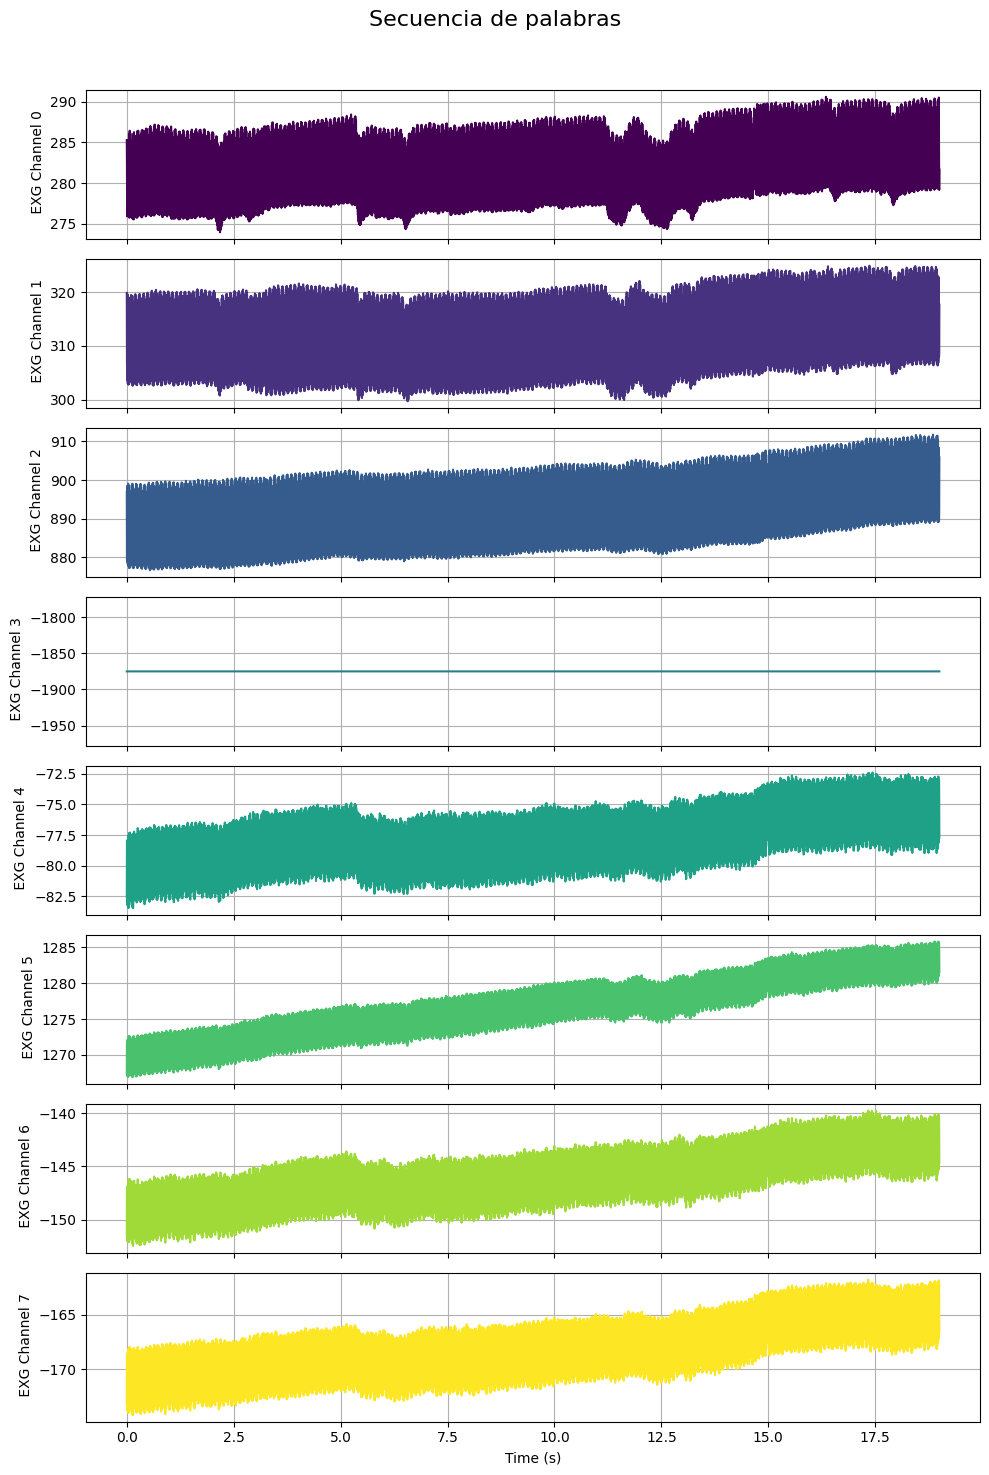 Secuencia de palabras
290
285
280
275
EXG Channel 0
320
310
300
EXG Channel 1
910
900
890
880
EXG Channel 2
−1800
−1850
−1900
−1950
EXG Channel 3
−72.5
−75.0
−77.5
−80.0
−82.5
EXG Channel 4
1285
1280
1275
1270
EXG Channel 5
−140
−145
−150
EXG Channel 6
−165
−170
EXG Channel 7
0.0 2.5 5.0 7.5 10.0 12.5 15.0 17.5
Time (s)